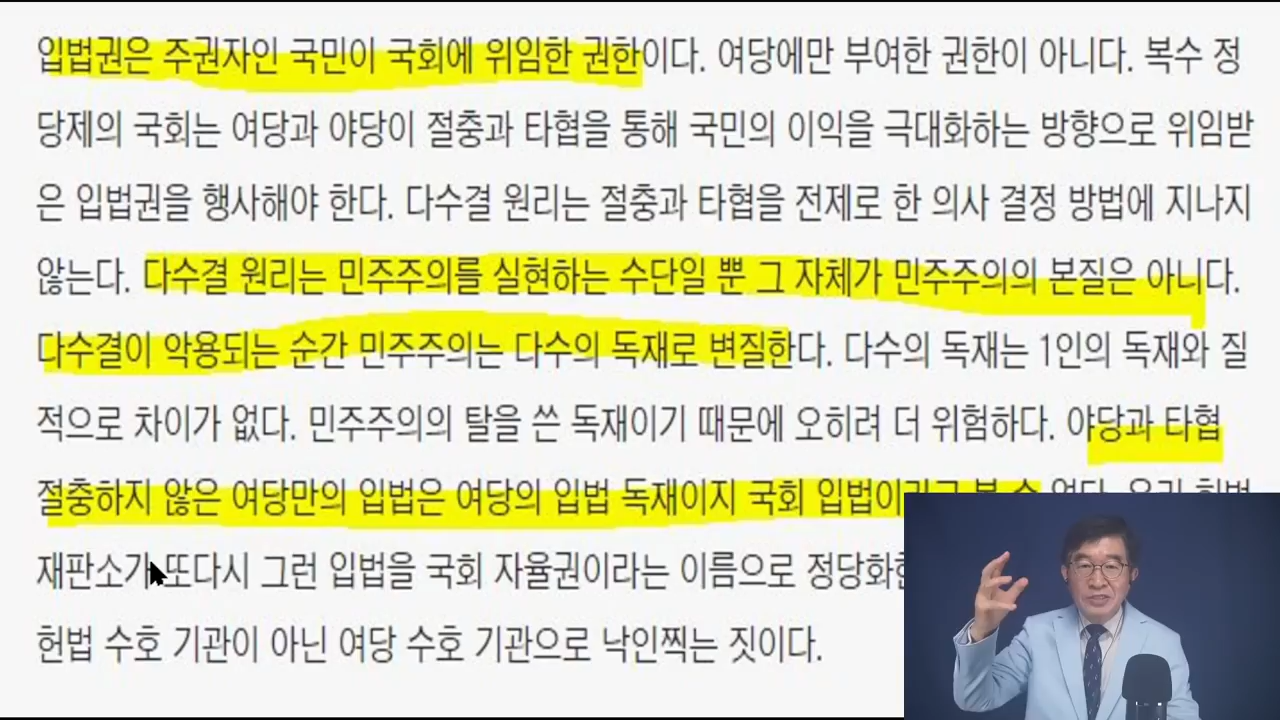 입법권은 주권자인 국민이 국회에 위임한 권한이다. 여당에만 부여한 권한이 아니다. 복수 정
당제의 국회는 여당과 야당이 절충과 타협을 통해 국민의 이익을 극대화하는 방향으로 위임받
은 입법권을 행사해야 한다. 다수결 원리는 절충과 타협을 전제로 한 의사 결정 방법에 지나지
않는다. 다수결 원리는 민주주의를 실현하는 수단일 뿐 그 자체가 민주주의의 본질은 아니다.
다수결이 악용되는 순간 민주주의는 다수의 독재로 변질한다. 다수의 독재는 1인의 독재와 질
적으로 차이가 없다. 민주주의의 탈을 쓴 독재이기 때문에 오히려 더 위험하다. 야당과 타협
절충하지 않은 여당만의 입법은 여당의 입법 독재이지 국회
재판소가 또다시 그런 입법을 국회 자율권이라는 이름으로
헌법 수호 기관이 아닌 여당 수호 기관으로 낙인찍는 짓이다.